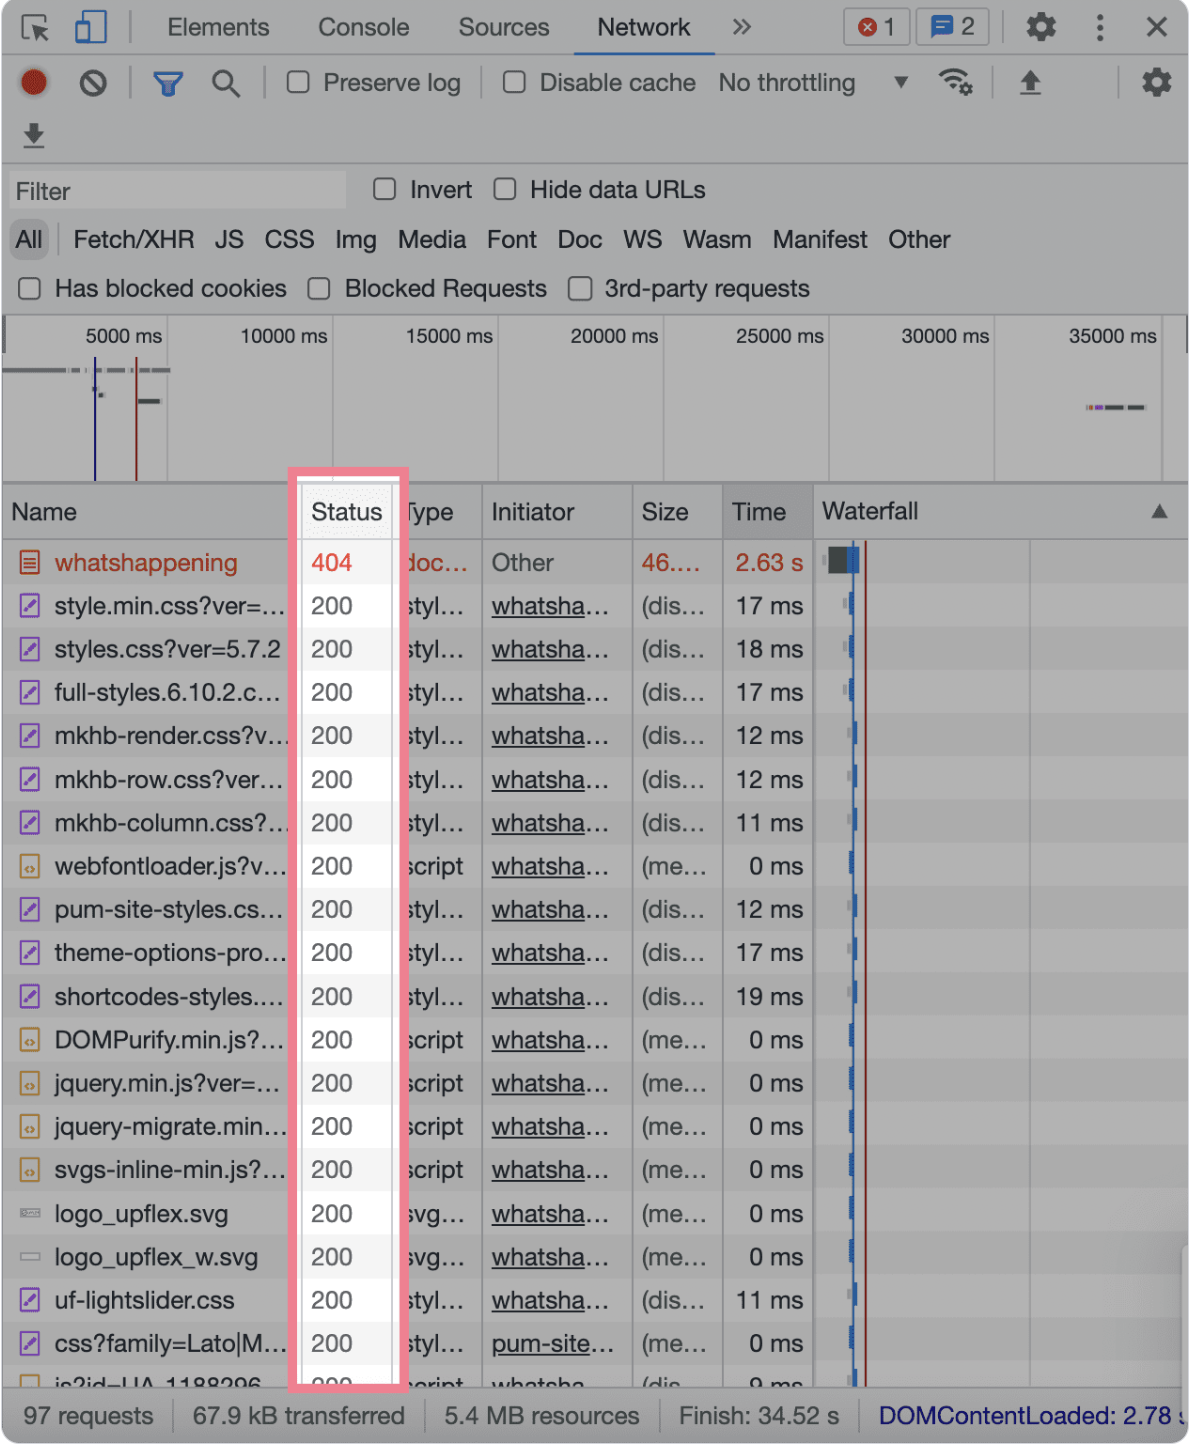 Elements Console Sources Network » 1 2
Preserve log Disable cache No throttling
Filter Invert Hide data URLs
All Fetch/XHR JS CSS Img Media Font Doc WS Wasm Manifest Other
Has blocked cookies Blocked Requests 3rd-party requests
5000 ms 10000 ms 15000 ms 20000 ms 25000 ms 30000 ms 35000 ms
Name Status Type Initiator Size Time Waterfall
whatshappening 404 doc... Other 46.... 2.63 s
style.min.css?ver=... 200 styl... whatsha... (dis... 17 ms
styles.css?ver=5.7.2 200 styl... whatsha... (dis... 18 ms
full-styles.6.10.2.c... 200 styl... whatsha... (dis... 17 ms
mkhb-render.css?v... 200 styl... whatsha... (dis... 12 ms
mkhb-row.css?ver... 200 styl... whatsha... (dis... 12 ms
mkhb-column.css?... 200 styl... whatsha... (dis... 11 ms
webfontloader.js?v... 200 script whatsha... (me... 0 ms
pum-site-styles.cs... 200 styl... whatsha... (dis... 12 ms
theme-options-pro... 200 styl... whatsha... (dis... 17 ms
shortcodes-styles.... 200 styl... whatsha... (dis... 19 ms
DOMPurify.min.js?... 200 script whatsha... (me... 0 ms
jquery.min.js?ver=... 200 script whatsha... (me... 0 ms
jquery-migrate.min... 200 script whatsha... (me... 0 ms
svgs-inline-min.js?... 200 script whatsha... (me... 0 ms
logo_upflex.svg 200 svg... whatsha... (me... 0 ms
logo_upflex_w.svg 200 svg... whatsha... (me... 0 ms
uf-lightslider.css 200 styl... whatsha... (dis... 11 ms
css?family=Lato|M... 200 styl... pum-site... (me... 0 ms
js?id=UA-1188296 200 script whatsha... (dis... 9 ms
97 requests 67.9 kB transferred 5.4 MB resources Finish: 34.52 s DOMContentLoaded: 2.78 s